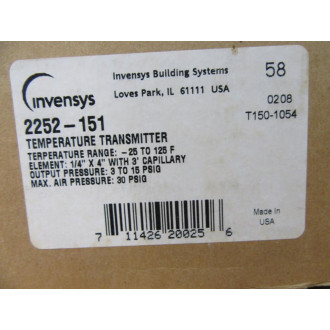 invensys
Invensys Building Systems
Loves Park, IL 61111 USA
58
0208
T150-1054
2252-151
TEMPERATURE TRANSMITTER
TERPERATURE RANGE: -25 TO 125 F
ELEMENT: 1/4" X 4" WITH 3' CAPILLARY
OUTPUT PRESSURE: 3 TO 15 PSIG
MAX. AIR PRESSURE: 30 PSIG
Made in
USA
7 11426 20025 6